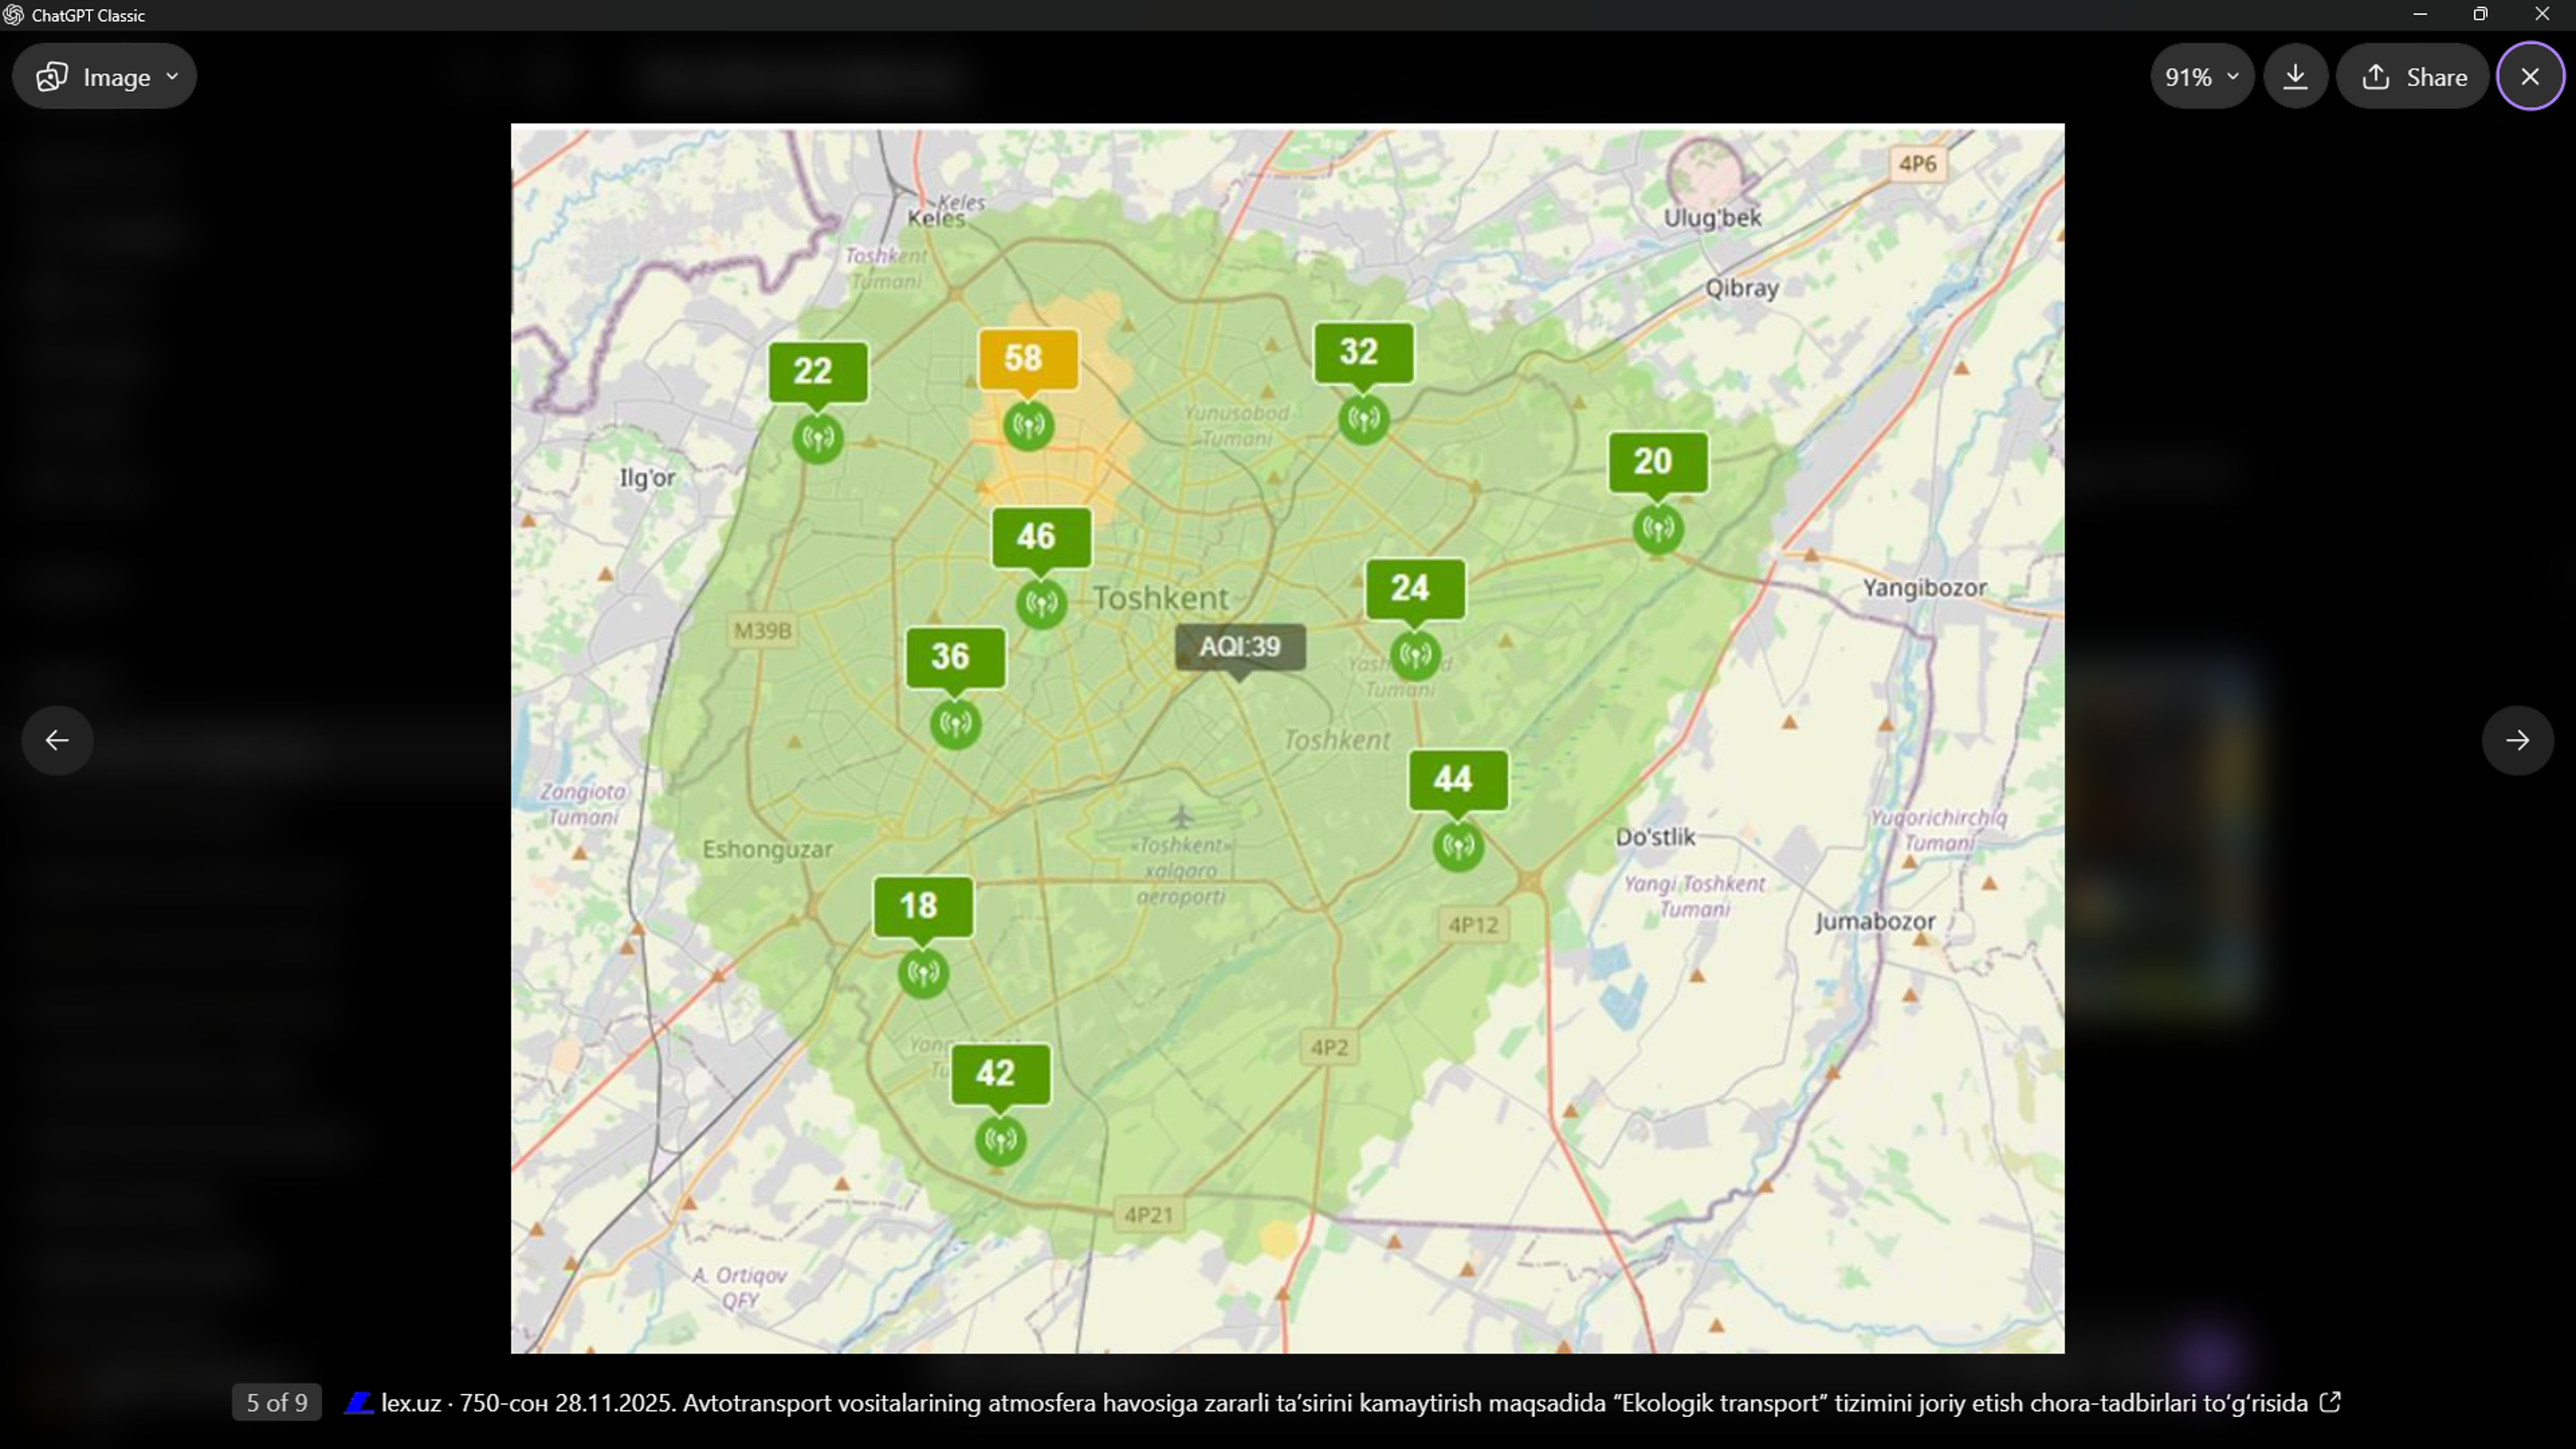 ChatGPT Classic
Image
91%
Share
4P6
Keles
Keles
Ulug'bek
Toshkent
Tumani
Qibray
22
58
32
Yunusobod
Tumani
20
Ilg'or
46
24
Yangibozor
Toshkent
M39B
36
AQI:39
Tumani
Toshkent
44
Zangiota
Tumani
Yuqorichirchiq
Tumani
Do'stlik
Eshonguzar
«Toshkent»
xalqaro
aeroporti
Yangi Toshkent
Tumani
18
4P12
Jumabozor
4P2
42
4P21
A. Ortiqov
QFY
5 of 9
lex.uz · 750-сон 28.11.2025. Avtotransport vositalarining atmosfera havosiga zararli ta’sirini kamaytirish maqsadida “Ekologik transport” tizimini joriy etish chora-tadbirlari to‘g‘risida